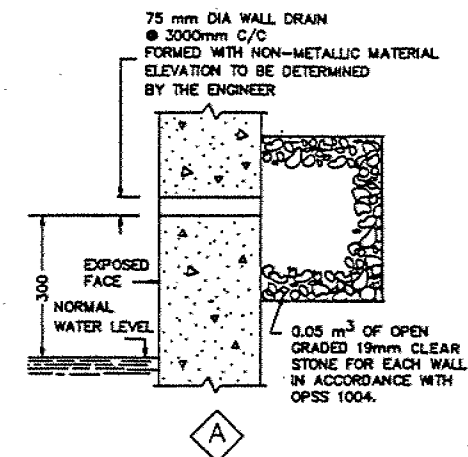 75 mm DIA WALL DRAIN
@ 3000mm C/C
FORMED WITH NON-METALLIC MATERIAL
ELEVATION TO BE DETERMINED
BY THE ENGINEER
300
EXPOSED
FACE
NORMAL
WATER LEVEL
0.05 m³ OF OPEN
GRADED 19mm CLEAR
STONE FOR EACH WALL
IN ACCORDANCE WITH
OPSS 1004.
A